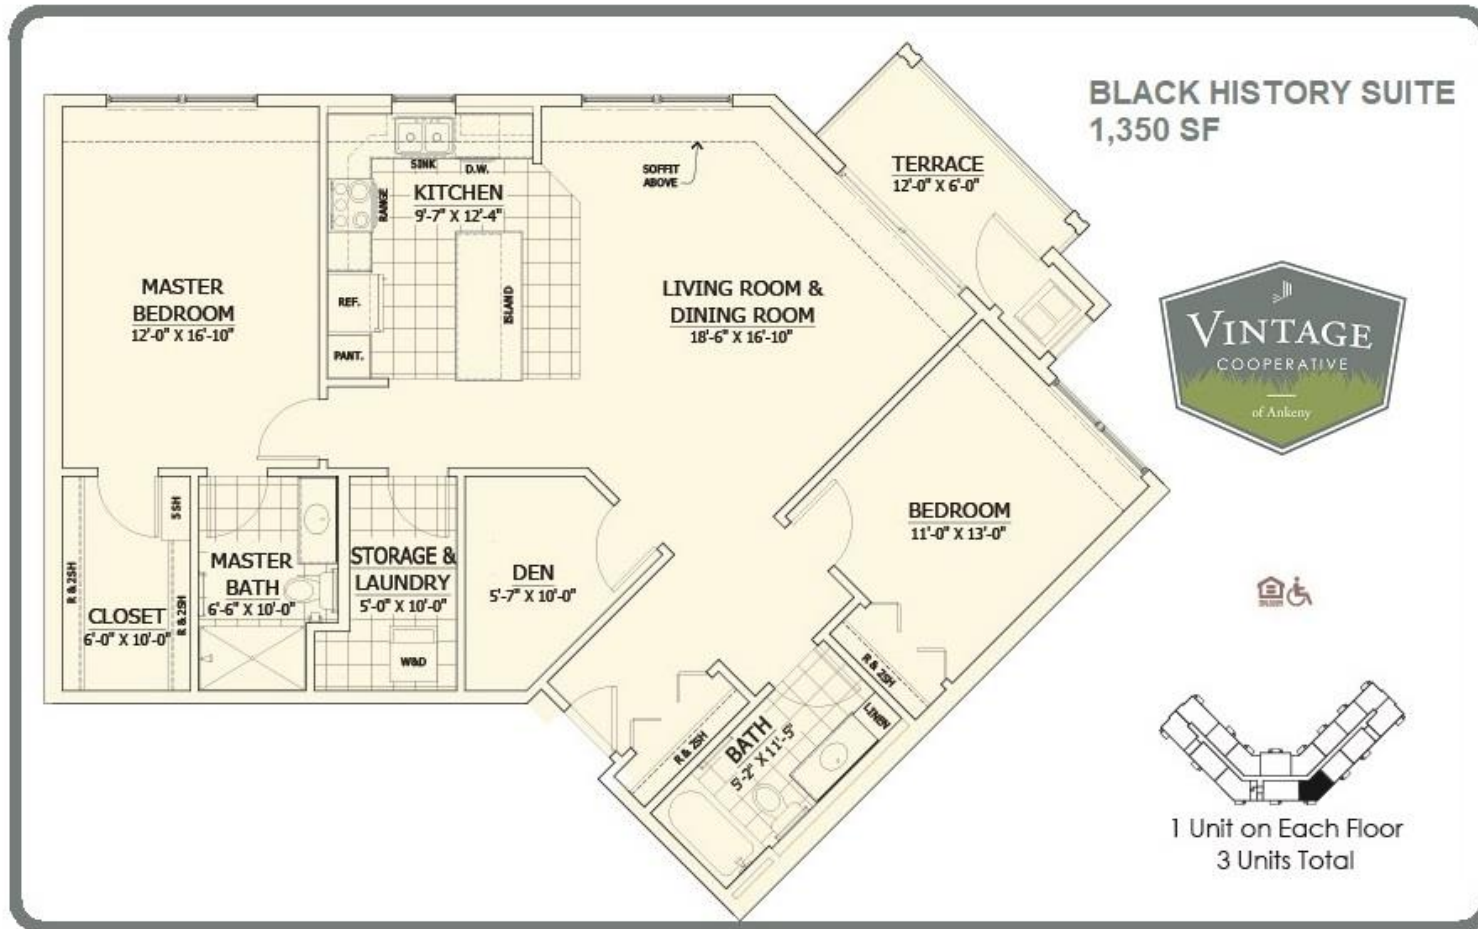 BLACK HISTORY SUITE
1,350 SF
TERRACE
12'-0" X 6'-0"
SINK
D.W.
SOFFIT
ABOVE
KITCHEN
9'-7" X 12'-4"
RANGE
MASTER
BEDROOM
12'-0" X 16'-10"
REF.
ISLAND
PANT.
LIVING ROOM &
DINING ROOM
18'-6" X 16'-10"
VINTAGE
COOPERATIVE
of Ankeny
BEDROOM
11'-0" X 13'-0"
5 SH
R & 2SH
CLOSET
6'-0" X 10'-0"
R & 2SH
MASTER
BATH
6'-6" X 10'-0"
STORAGE &
LAUNDRY
5'-0" X 10'-0"
W&D
DEN
5'-7" X 10'-0"
R & 2SH
LINEN
R & 2SH
BATH
5'-2" X 11'-5"
1 Unit on Each Floor
3 Units Total